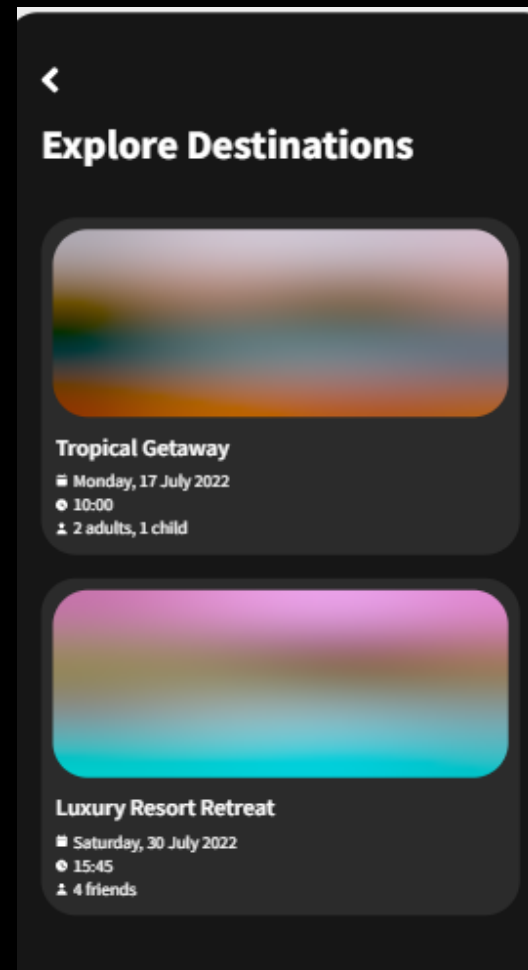 Explore Destinations
Tropical Getaway
Monday, 17 July 2022
10:00
2 adults, 1 child
Luxury Resort Retreat
Saturday, 30 July 2022
15:45
4 friends